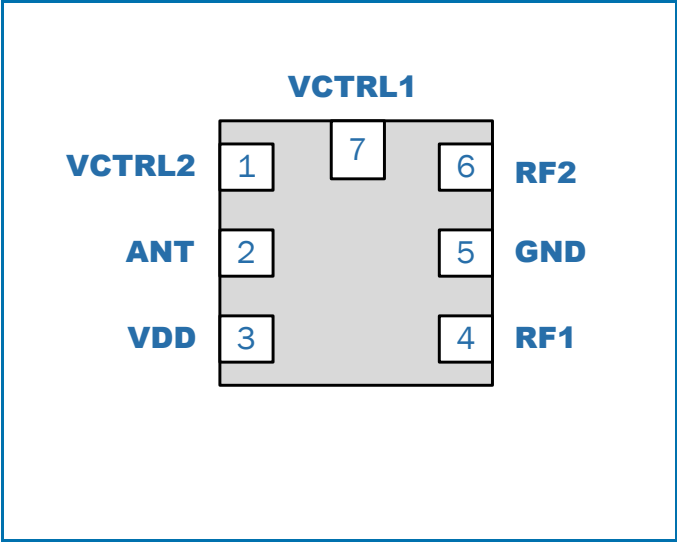 VCTRL1
7
VCTRL2 1 6 RF2
ANT 2 5 GND
VDD 3 4 RF1